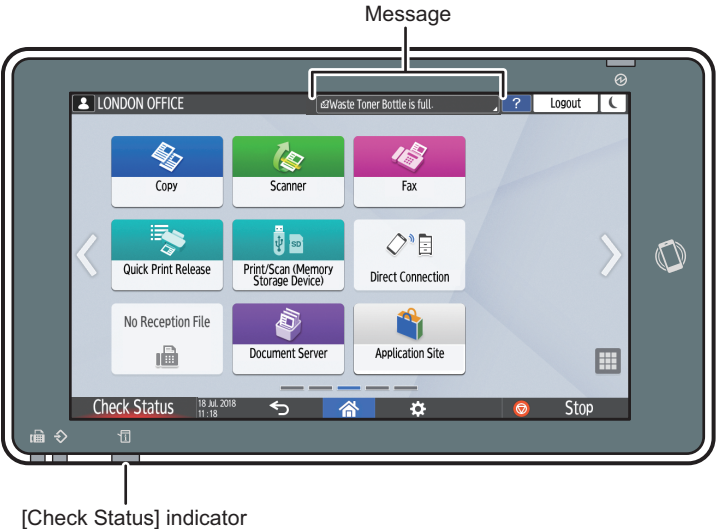 Message
LONDON OFFICE
Waste Toner Bottle is full.
?
Logout
Copy
Scanner
Fax
SD
Quick Print Release
Print/Scan (Memory
Storage Device)
Direct Connection
No Reception File
Document Server
Application Site
Check Status
18 Jul. 2018
11:18
Stop
[Check Status] indicator